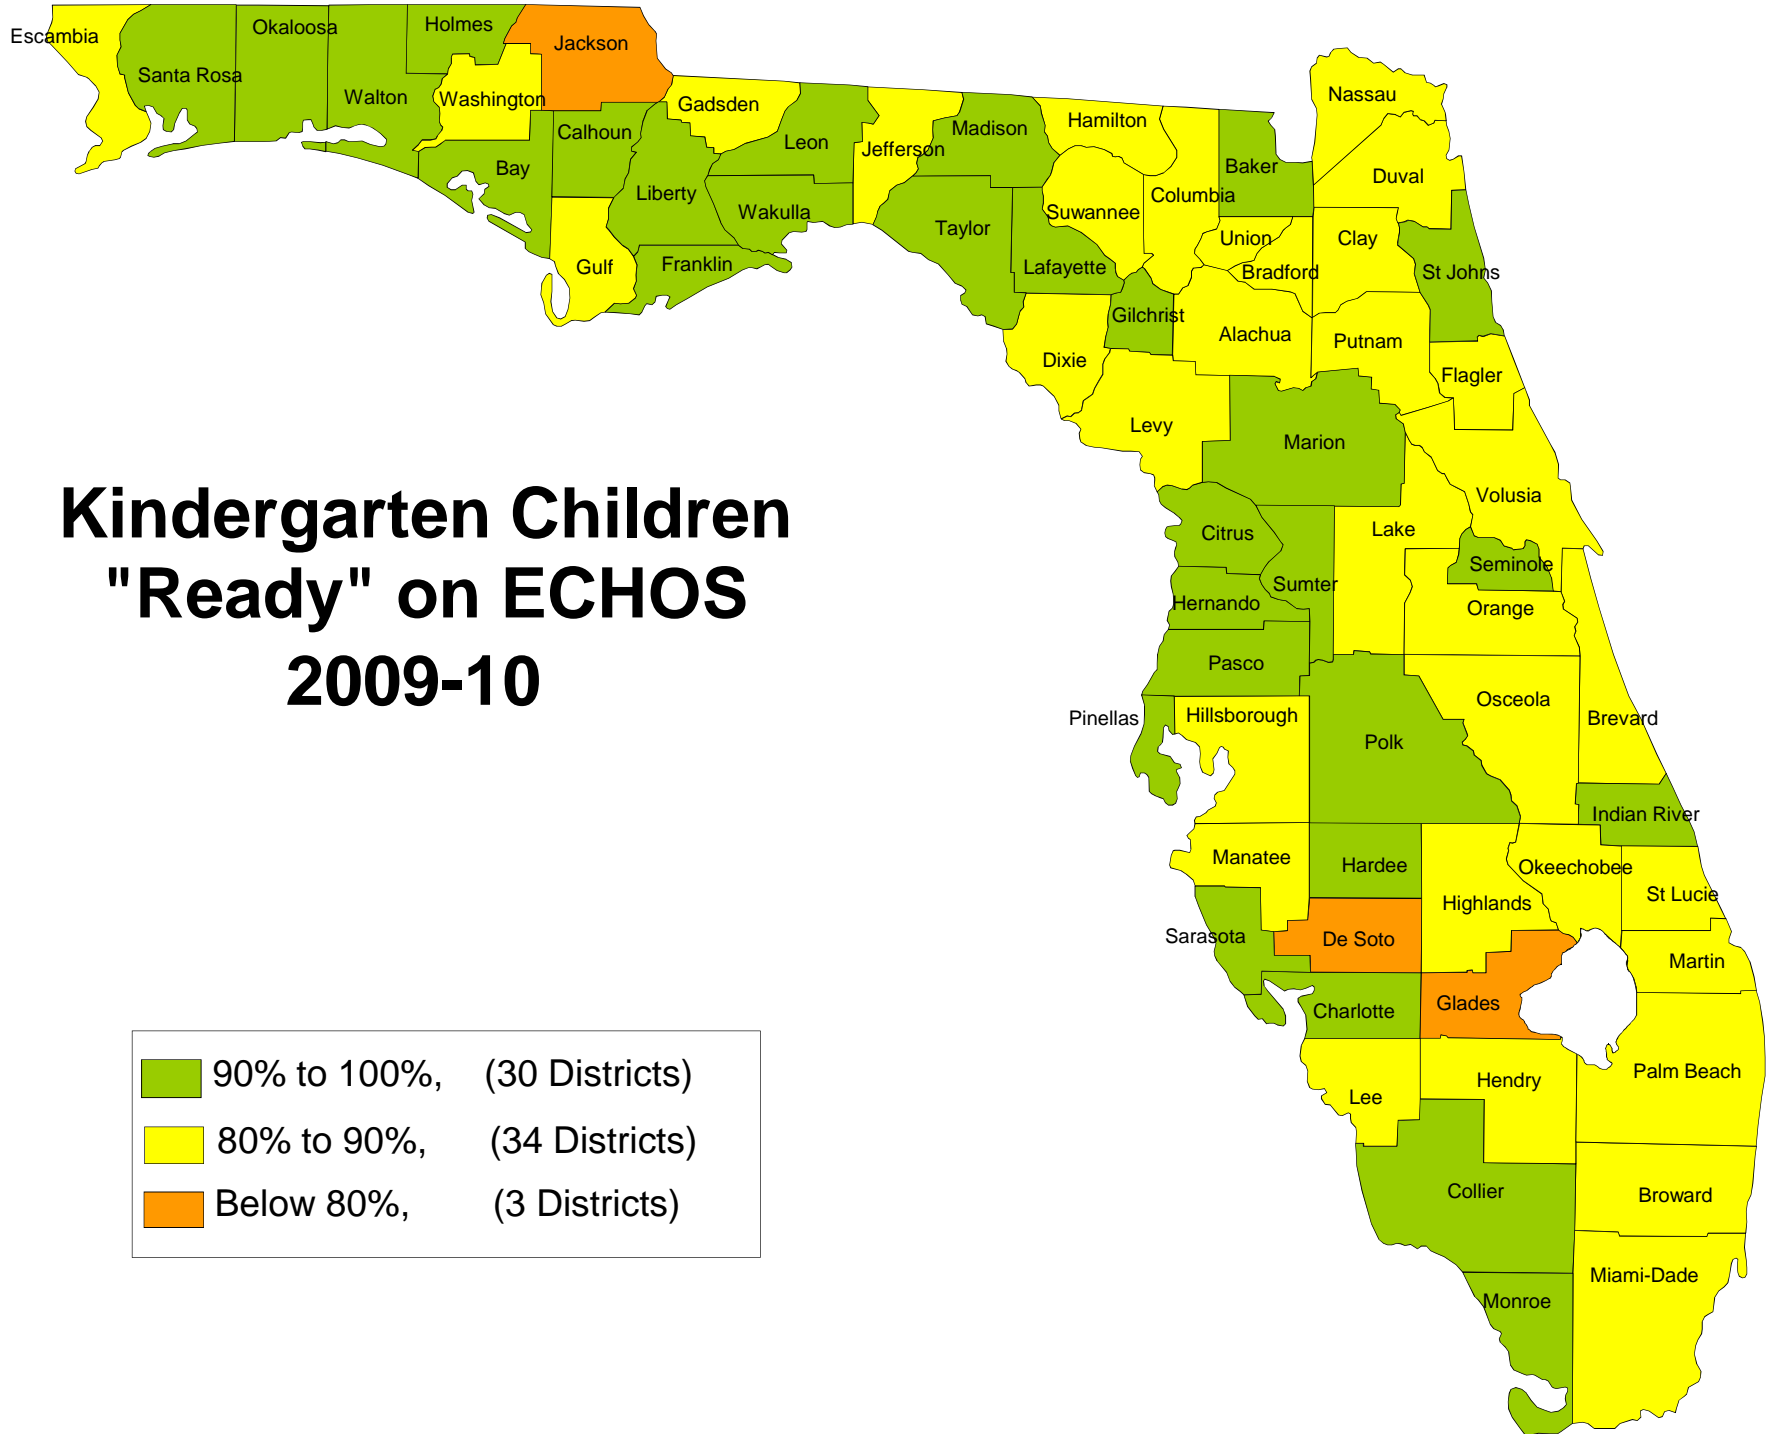 Escambia
Santa Rosa
Okaloosa
Walton
Holmes
Washington
Jackson
Bay
Calhoun
Gulf
Liberty
Gadsden
Franklin
Leon
Wakulla
Jefferson
Madison
Taylor
Hamilton
Suwannee
Lafayette
Dixie
Columbia
Gilchrist
Baker
Union
Bradford
Alachua
Levy
Nassau
Duval
Clay
St Johns
Putnam
Flagler
Marion
Volusia
Citrus
Sumter
Lake
Seminole
Hernando
Orange
Pasco
Pinellas
Hillsborough
Polk
Osceola
Brevard
Indian River
Manatee
Hardee
Highlands
Okeechobee
St Lucie
Sarasota
De Soto
Martin
Charlotte
Glades
Lee
Hendry
Palm Beach
Collier
Broward
Monroe
Miami-Dade
Kindergarten Children
"Ready" on ECHOS
2009-10
90% to 100%, (30 Districts)
80% to 90%, (34 Districts)
Below 80%, (3 Districts)